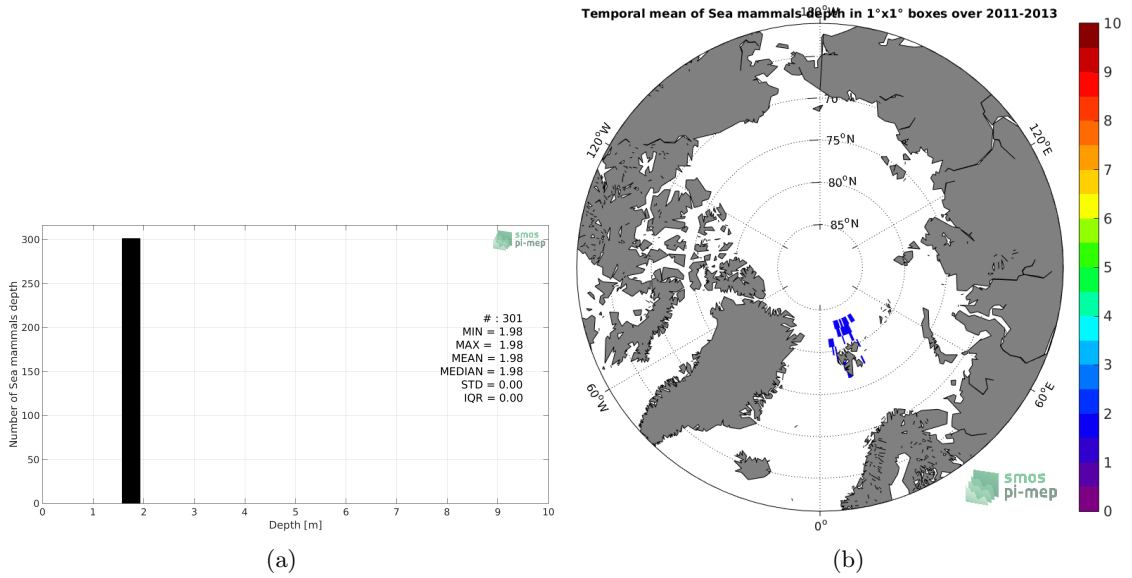 300
250
200
150
100
50
0
Number of Sea mammals depth
smos
pi-mep
# : 301
MIN = 1.98
MAX = 1.98
MEAN = 1.98
MEDIAN = 1.98
STD = 0.00
IQR = 0.00
0 1 2 3 4 5 6 7 8 9 10
Depth [m]
(a)
Temporal mean of Sea mammals depth in 1°x1° boxes over 2011-2013
180°W
120°W
120°E
60°W
60°E
0°
70
75°N
80°N
85°N
smos
pi-mep
10
9
8
7
6
5
4
3
2
1
0
(b)